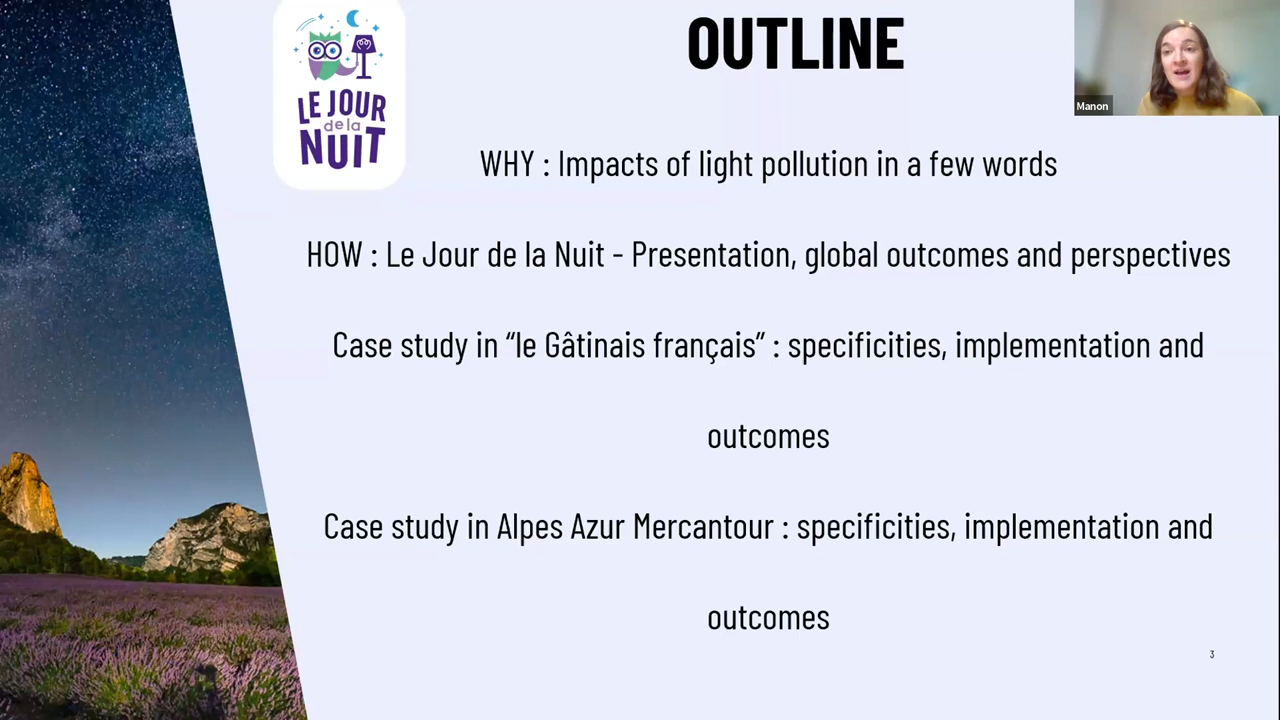 LE JOUR
de la
NUIT
OUTLINE
Manon
WHY : Impacts of light pollution in a few words
HOW : Le Jour de la Nuit - Presentation, global outcomes and perspectives
Case study in “le Gâtinais français” : specificities, implementation and
outcomes
Case study in Alpes Azur Mercantour : specificities, implementation and
outcomes
3